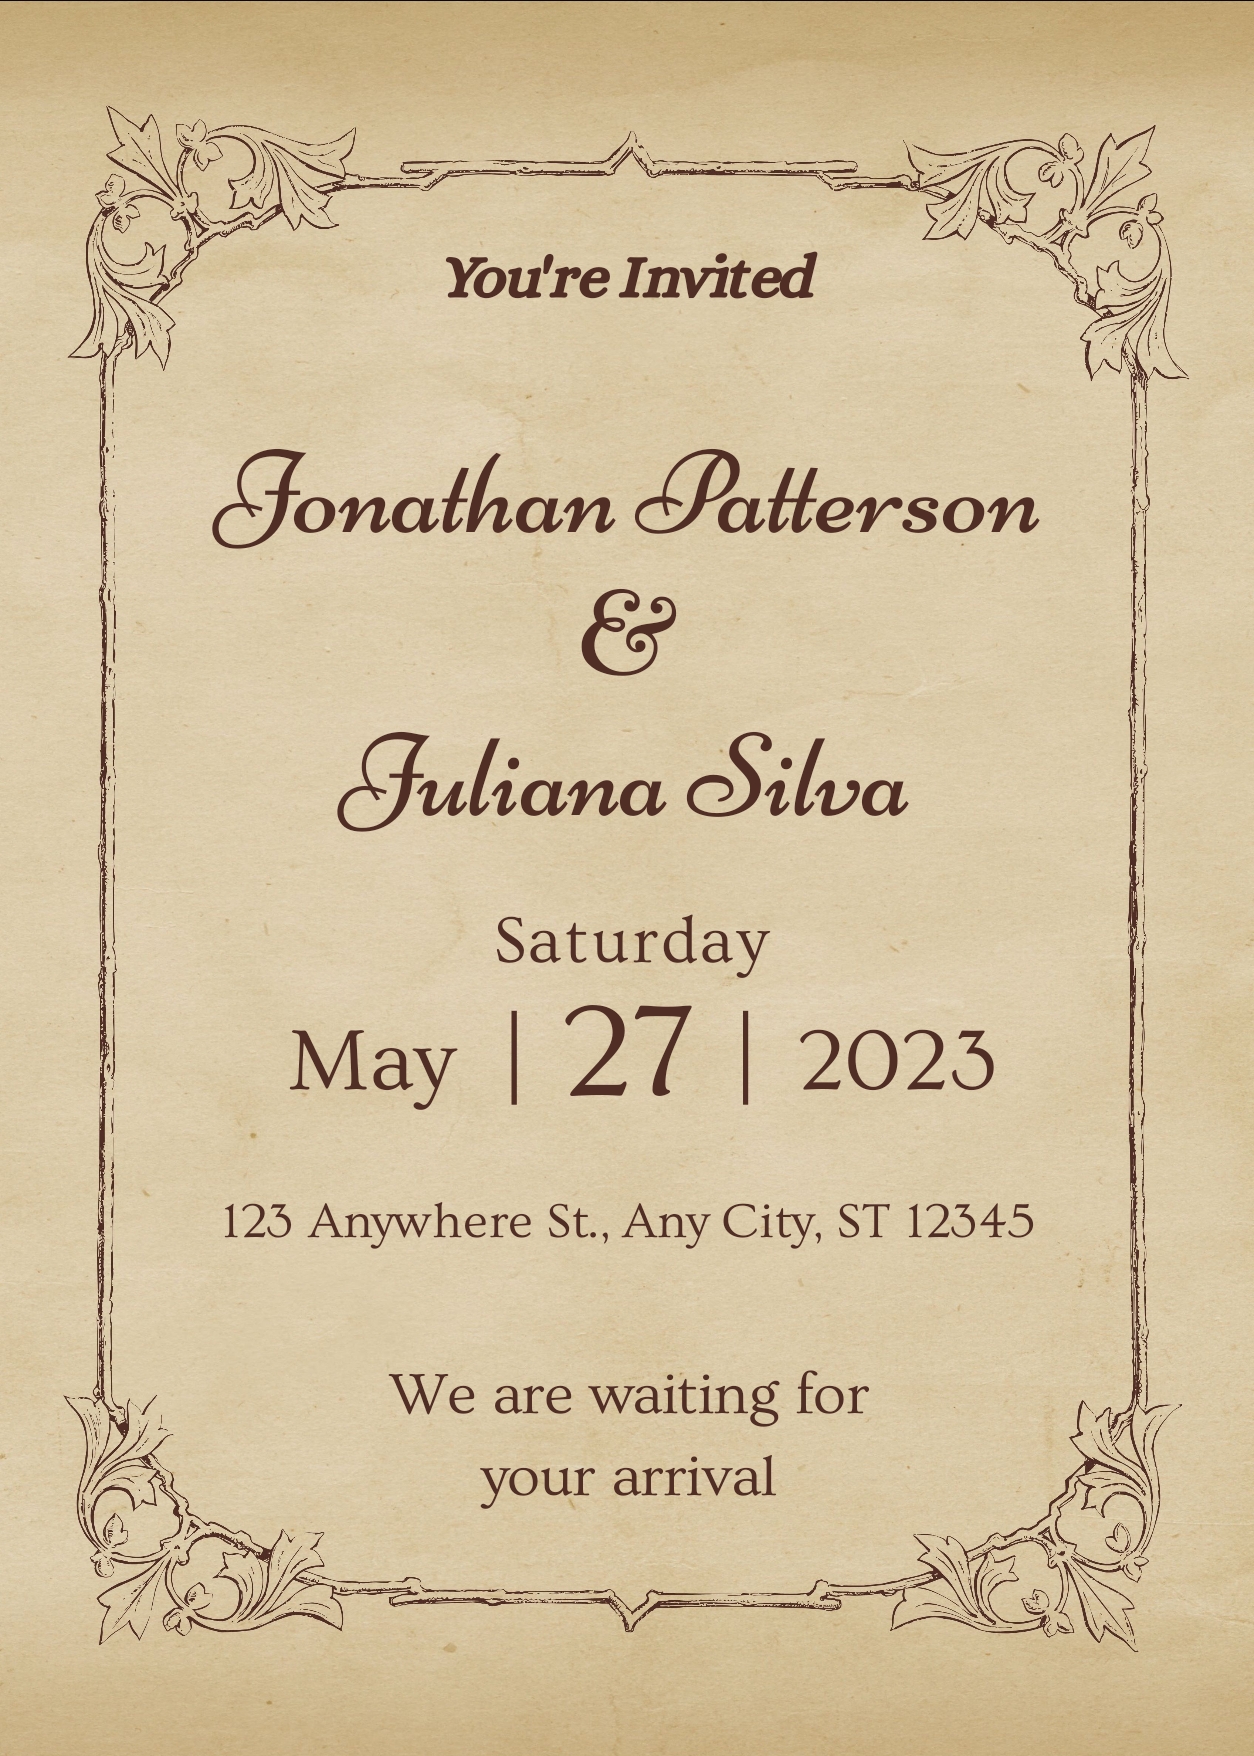 You're Invited
Jonathan Patterson
&
Juliana Silva
Saturday
May | 27 | 2023
123 Anywhere St., Any City, ST 12345
We are waiting for
your arrival